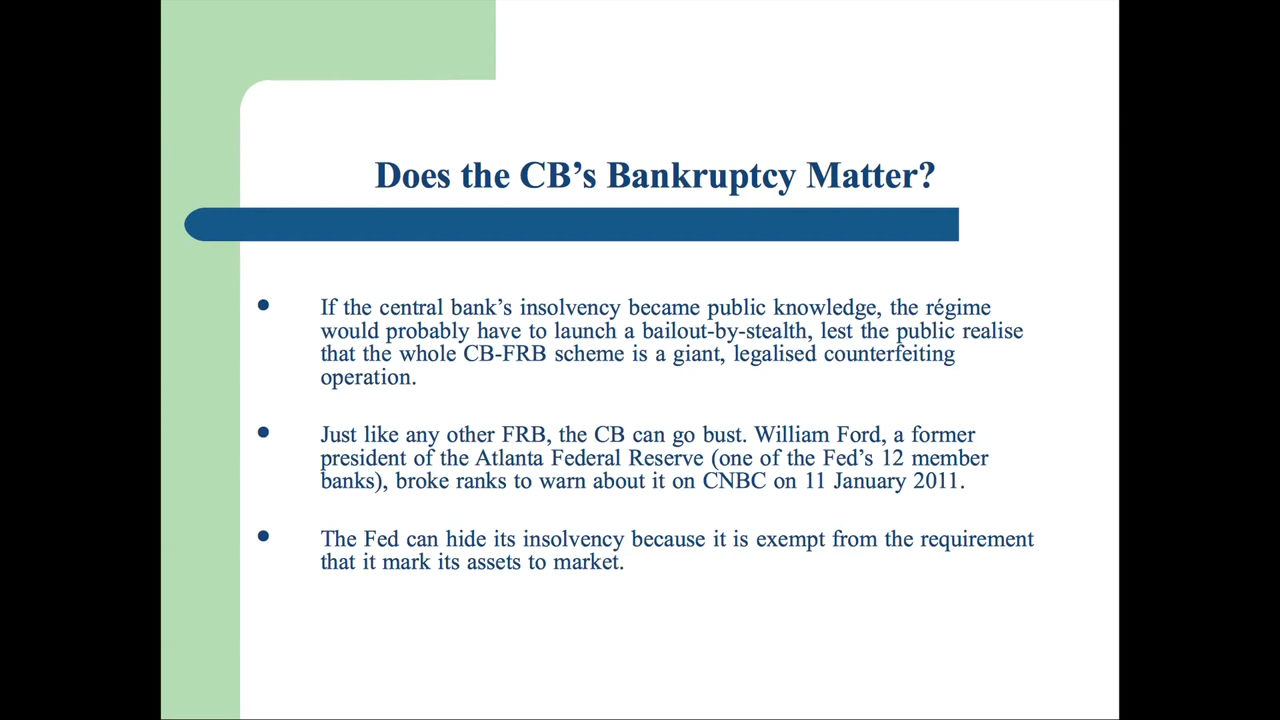 Does the CB’s Bankruptcy Matter?
If the central bank’s insolvency became public knowledge, the régime
would probably have to launch a bailout-by-stealth, lest the public realise
that the whole CB-FRB scheme is a giant, legalised counterfeiting
operation.
Just like any other FRB, the CB can go bust. William Ford, a former
president of the Atlanta Federal Reserve (one of the Fed’s 12 member
banks), broke ranks to warn about it on CNBC on 11 January 2011.
The Fed can hide its insolvency because it is exempt from the requirement
that it mark its assets to market.